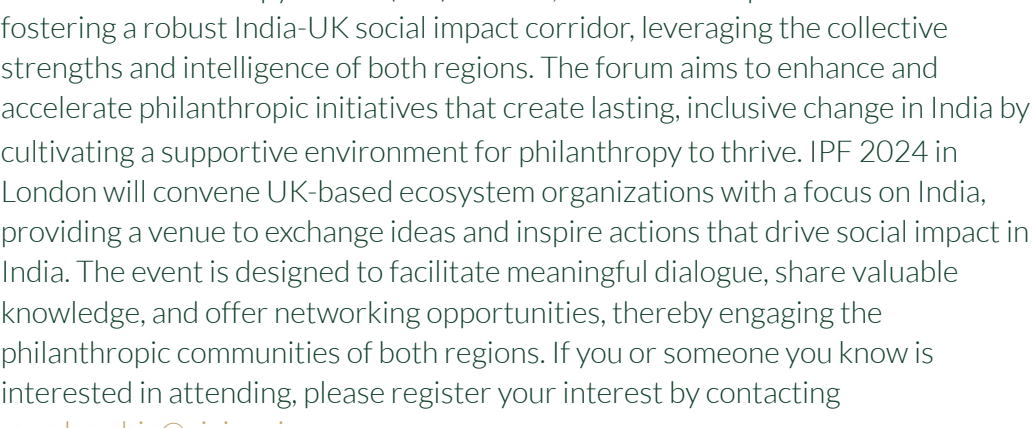 fostering a robust India-UK social impact corridor, leveraging the collective
strengths and intelligence of both regions. The forum aims to enhance and
accelerate philanthropic initiatives that create lasting, inclusive change in India by
cultivating a supportive environment for philanthropy to thrive. IPF 2024 in
London will convene UK-based ecosystem organizations with a focus on India,
providing a venue to exchange ideas and inspire actions that drive social impact in
India. The event is designed to facilitate meaningful dialogue, share valuable
knowledge, and offer networking opportunities, thereby engaging the
philanthropic communities of both regions. If you or someone you know is
interested in attending, please register your interest by contacting